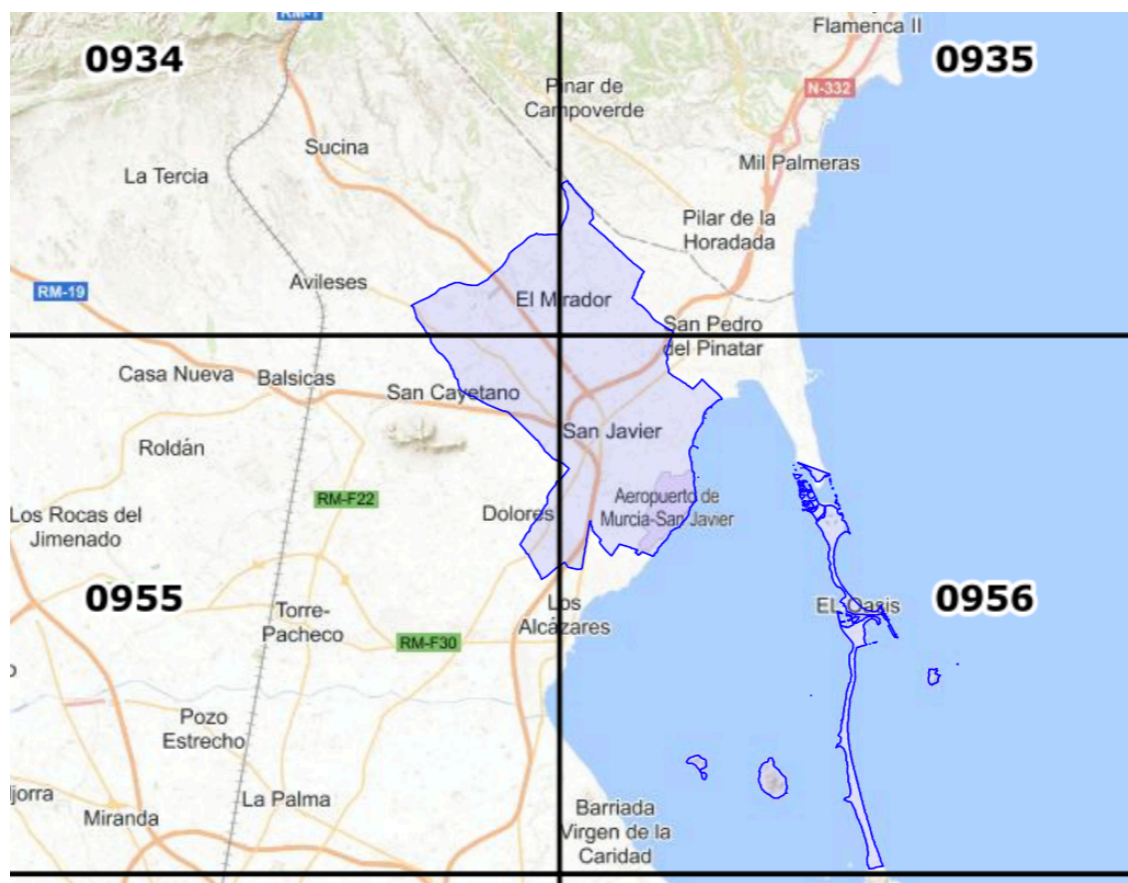 RM-1
Flamenca II
0934
0935
N-332
Pinar de
Campoverde
Sucina
Mil Palmeras
La Tercia
Pilar de la
Horadada
Avileses
RM-19
El Mirador
San Pedro
del Pinatar
Casa Nueva
Balsicas
San Cayetano
San Javier
Roldán
RM-F22
Aeropuerto de
Murcia-San Javier
Dolores
Los Rocas del
Jimenado
0955
EL Oasis
0956
Torre-
Pacheco
Los
Alcázares
RM-F30
Pozo
Estrecho
La Palma
Miranda
Barriada
Virgen de la
Caridad